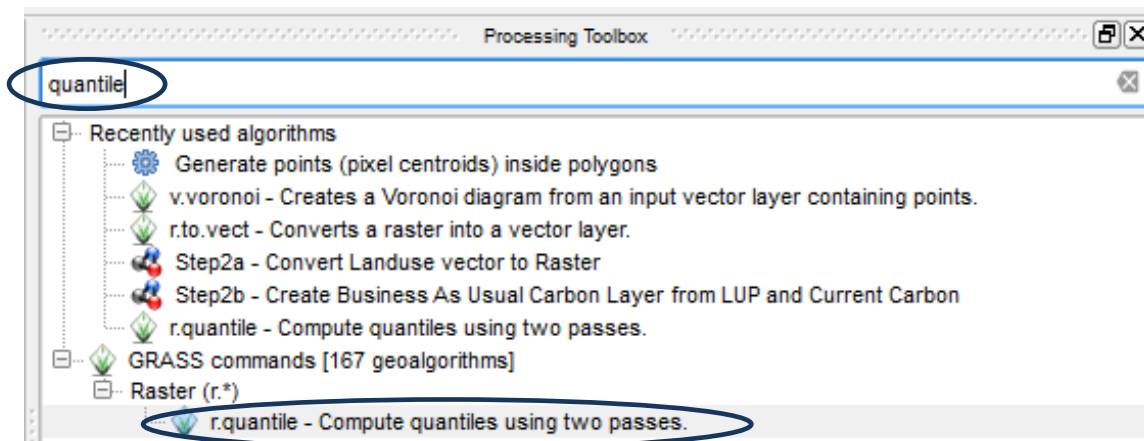 Processing Toolbox
quantile
Recently used algorithms
Generate points (pixel centroids) inside polygons
v.voronoi - Creates a Voronoi diagram from an input vector layer containing points.
r.to.vect - Converts a raster into a vector layer.
Step2a - Convert Landuse vector to Raster
Step2b - Create Business As Usual Carbon Layer from LUP and Current Carbon
r.quantile - Compute quantiles using two passes.
GRASS commands [167 geoalgorithms]
Raster (r.*)
r.quantile - Compute quantiles using two passes.